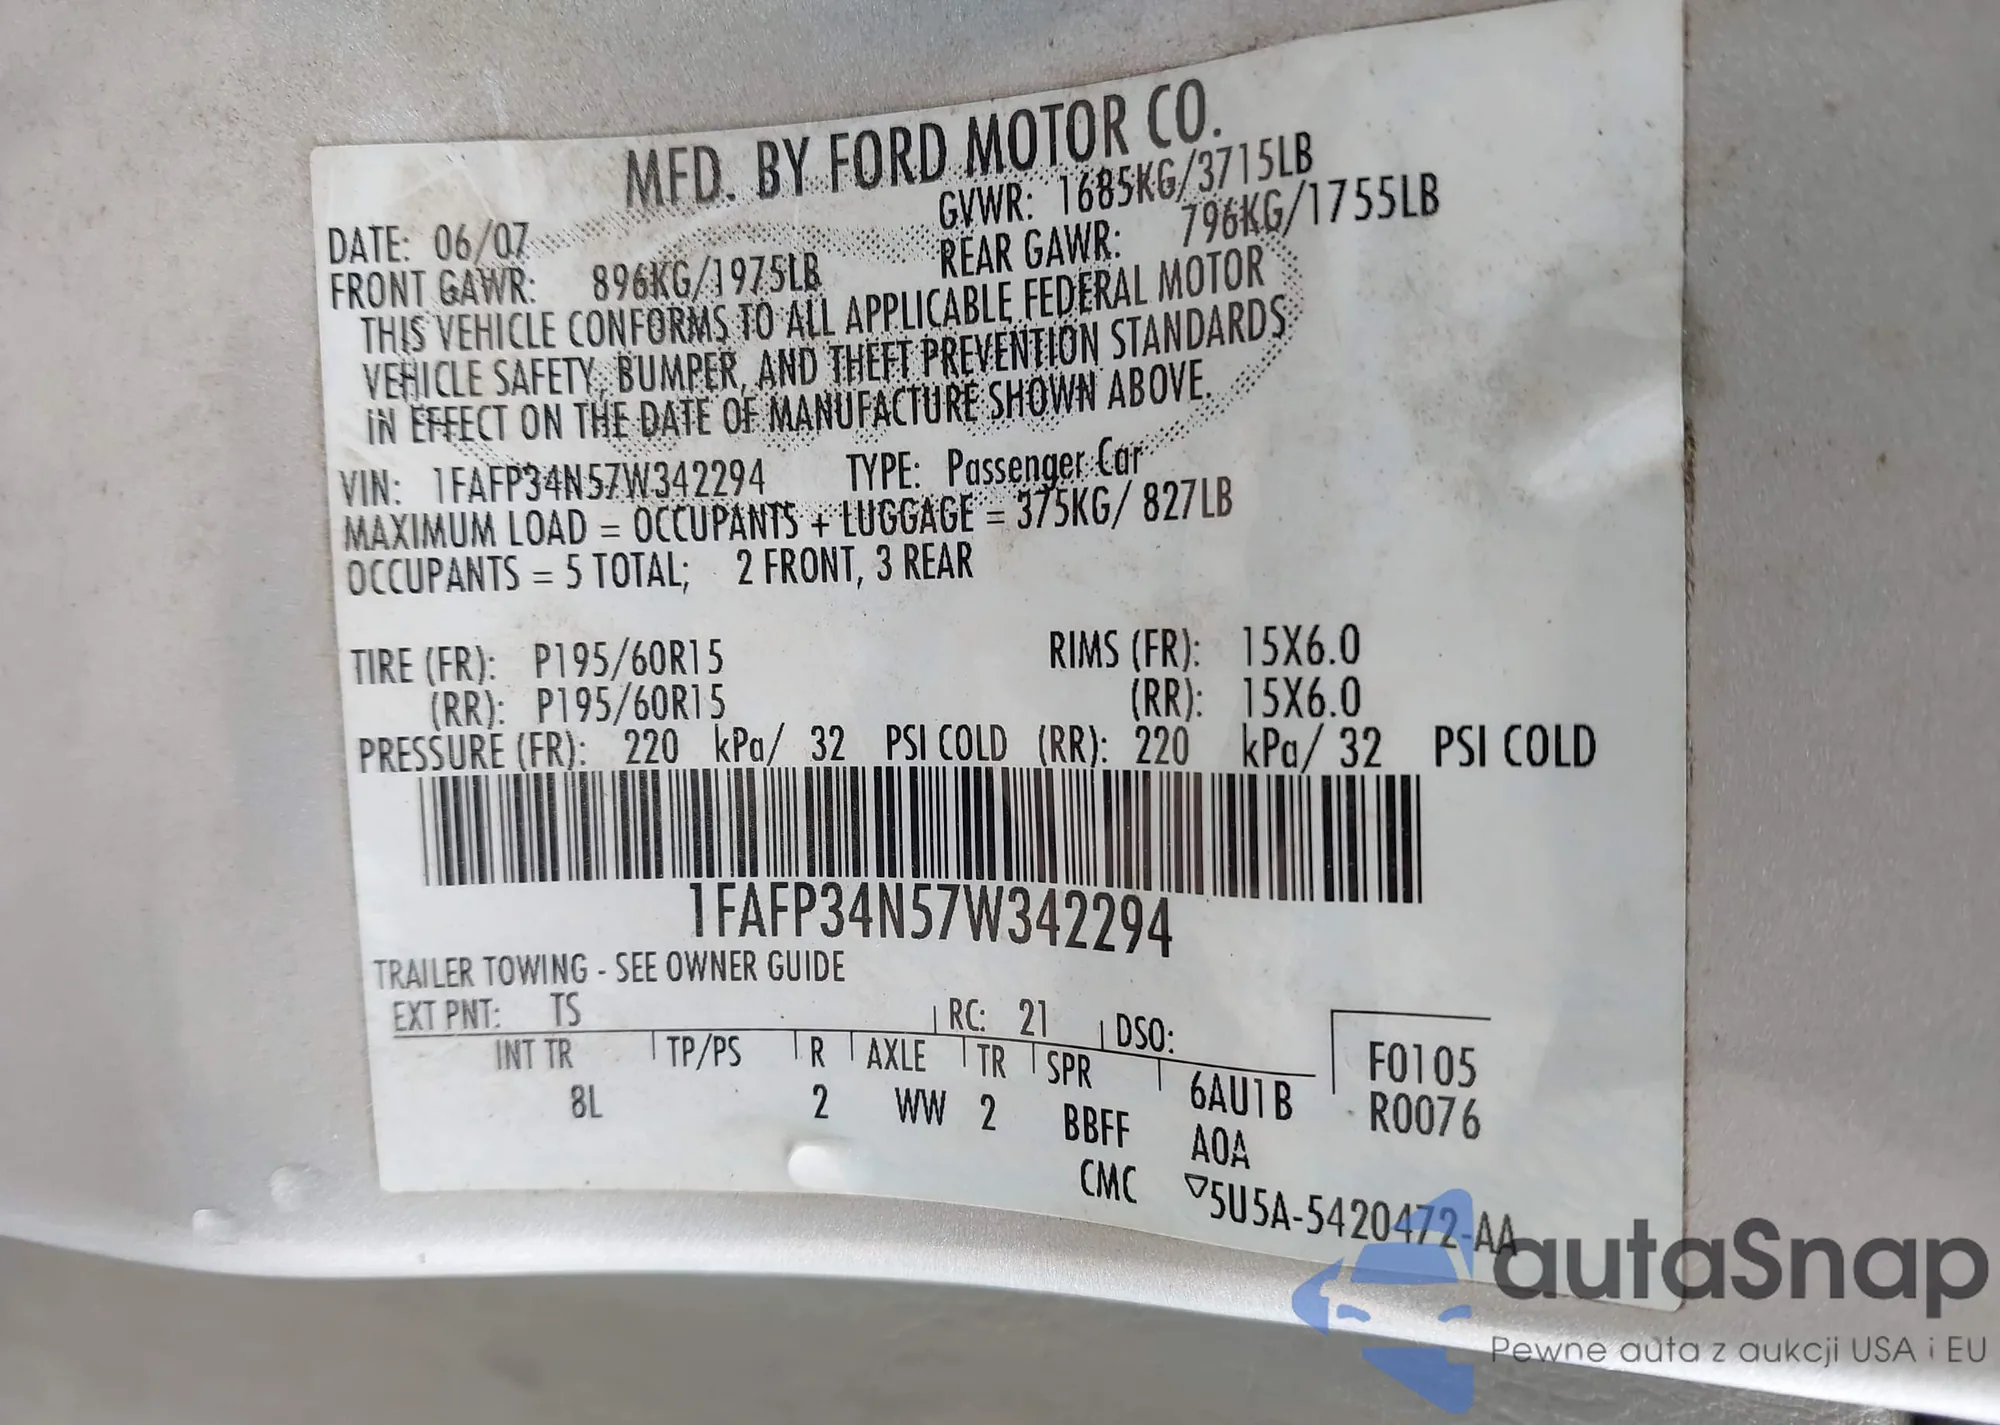 MFD. BY FORD MOTOR CO.
DATE: 06/07 GVWR: 1685KG/3715LB
FRONT GAWR: 896KG/1975LB REAR GAWR: 796KG/1755LB
THIS VEHICLE CONFORMS TO ALL APPLICABLE FEDERAL MOTOR
VEHICLE SAFETY, BUMPER, AND THEFT PREVENTION STANDARDS
IN EFFECT ON THE DATE OF MANUFACTURE SHOWN ABOVE.
VIN: 1FAFP34N57W342294 TYPE: Passenger Car
MAXIMUM LOAD = OCCUPANTS + LUGGAGE = 375KG/ 827LB
OCCUPANTS = 5 TOTAL; 2 FRONT, 3 REAR
TIRE (FR): P195/60R15 RIMS (FR): 15X6.0
(RR): P195/60R15 (RR): 15X6.0
PRESSURE (FR): 220 kPa/ 32 PSI COLD (RR): 220 kPa/ 32 PSI COLD
1FAFP34N57W342294
TRAILER TOWING - SEE OWNER GUIDE
EXT PNT: TS RC: 21 DSO:
INT TR TP/PS R AXLE TR SPR 6AU1B F0105
8L 2 WW 2 BBFF A0A R0076
CMC ▽5U5A-5420472-AA
autaSnap
Pewne auta z aukcji USA i EU